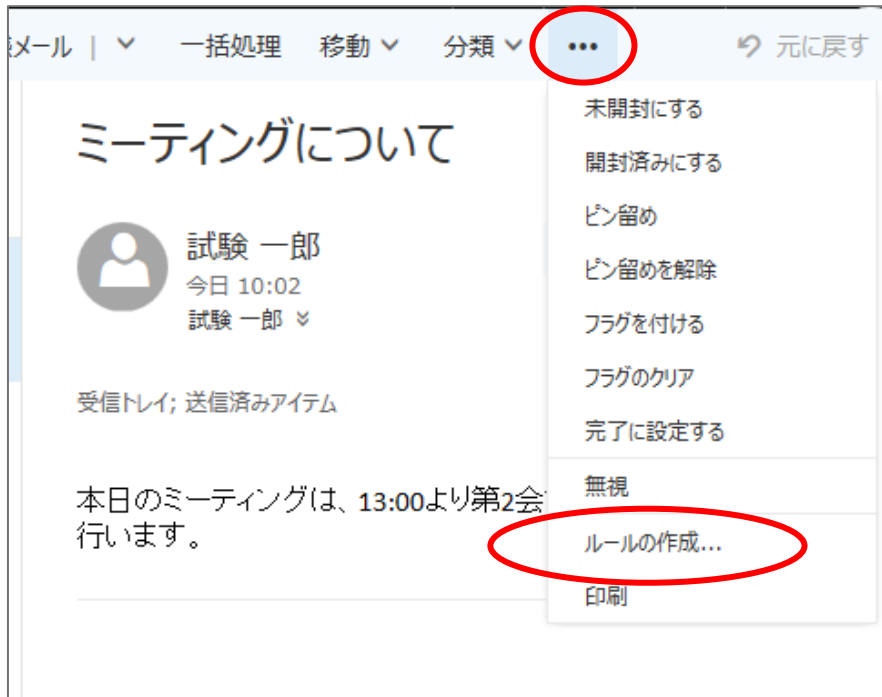 メール | 一括処理 移動 分類 ••• 元に戻す
ミーティングについて
試験 一郎
今日 10:02
試験 一郎
受信トレイ; 送信済みアイテム
本日のミーティングは、13:00より第2会
行います。
未開封にする
開封済みにする
ピン留め
ピン留めを解除
フラグを付ける
フラグのクリア
完了に設定する
無視
ルールの作成...
印刷